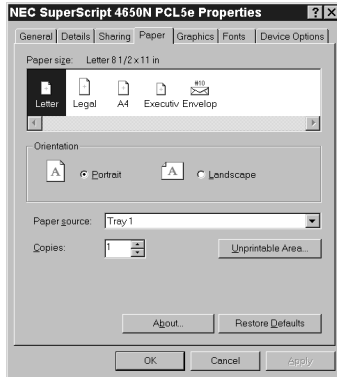 NEC SuperScript 4650N PCL5e Properties
General Details Sharing Paper Graphics Fonts Device Options
Paper size: Letter 8 1/2 x 11 in
#10
Letter Legal A4 Executiv Envelop
Orientation
A Portrait A Landscape
Paper source: Tray 1
Copies: 1 Unprintable Area...
About... Restore Defaults
OK Cancel Apply